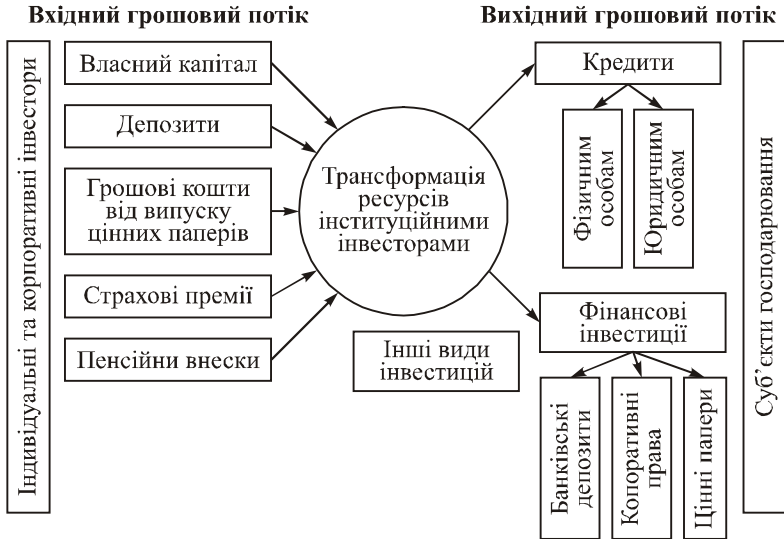 Вхідний грошовий потік
Вихідний грошовий потік
Індивідуальні та корпоративні інвестори
Власний капітал
Депозити
Грошові кошти
від випуску
цінних паперів
Страхові премії
Пенсійни внески
Трансформація
ресурсів
інституційними
інвесторами
Інші види
інвестицій
Кредити
Фізичним
особам
Юридичним
особам
Фінансові
інвестиції
Банківські
депозити
Копоративні
права
Цінні папери
Суб’єкти господарювання